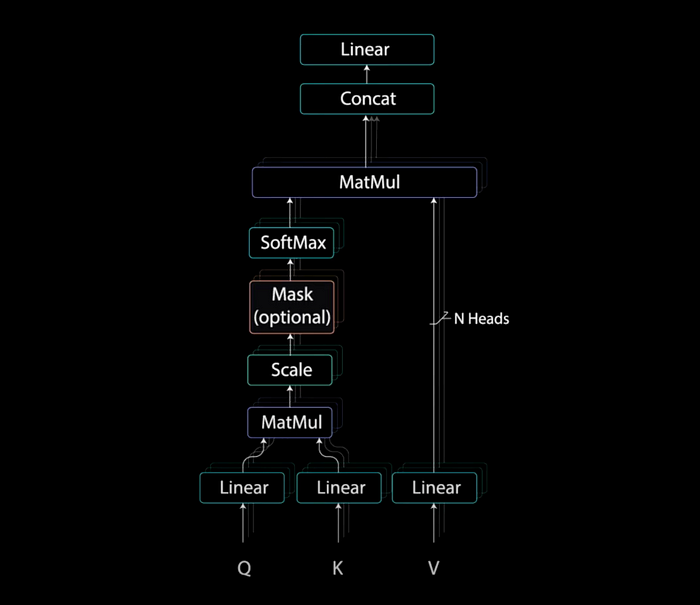 Linear
Concat
MatMul
SoftMax
Mask
(optional)
N Heads
Scale
MatMul
Linear
Linear
Linear
Q
K
V